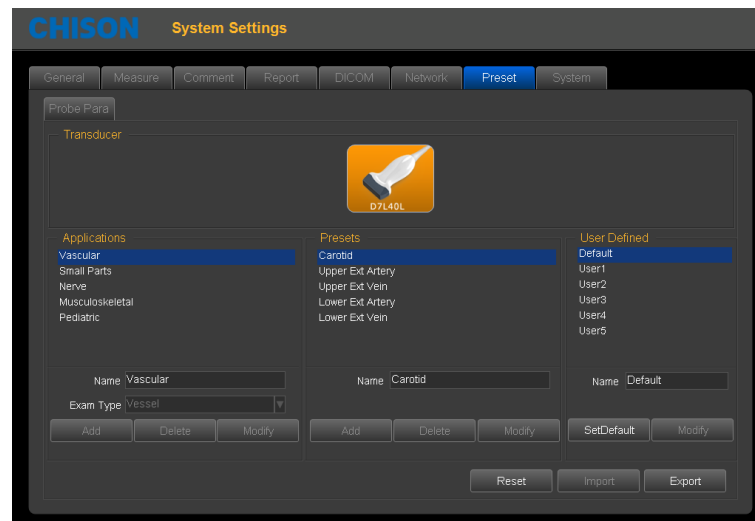 CHISON System Settings
General Measure Comment Report DICOM Network Preset System
Probe Para
Transducer
D7L40L
Applications Presets User Defined
Vascular Carotid Default
Small Parts Upper Ext Artery User1
Nerve Upper Ext Vein User2
Musculoskeletal Lower Ext Artery User3
Pediatric Lower Ext Vein User4
User5
Name Vascular Name Carotid Name Default
Exam Type Vessel
Add Delete Modify Add Delete Modify SetDefault Modify
Reset Import Export